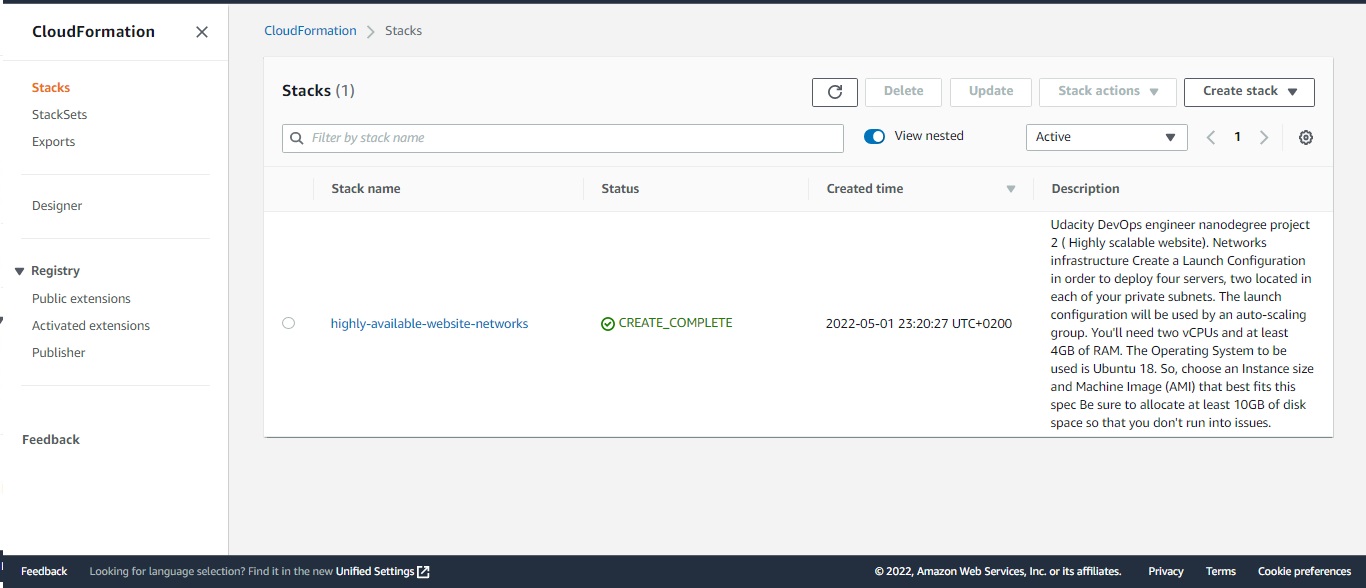 CloudFormation
Stacks
StackSets
Exports
Designer
Registry
Public extensions
Activated extensions
Publisher
Feedback
CloudFormation Stacks
Stacks (1)
Delete
Update
Stack actions
Create stack
Filter by stack name
View nested
Active
1
Stack name
Status
Created time
Description
highly-available-website-networks
CREATE_COMPLETE
2022-05-01 23:20:27 UTC+0200
Udacity DevOps engineer nanodegree project
2 ( Highly scalable website). Networks
infrastructure Create a Launch Configuration
in order to deploy four servers, two located in
each of your private subnets. The launch
configuration will be used by an auto-scaling
group. You'll need two vCPUs and at least
4GB of RAM. The Operating System to be
used is Ubuntu 18. So, choose an Instance size
and Machine Image (AMI) that best fits this
spec Be sure to allocate at least 10GB of disk
space so that you don't run into issues.
Feedback
Looking for language selection? Find it in the new Unified Settings
© 2022, Amazon Web Services, Inc. or its affiliates.
Privacy
Terms
Cookie preferences